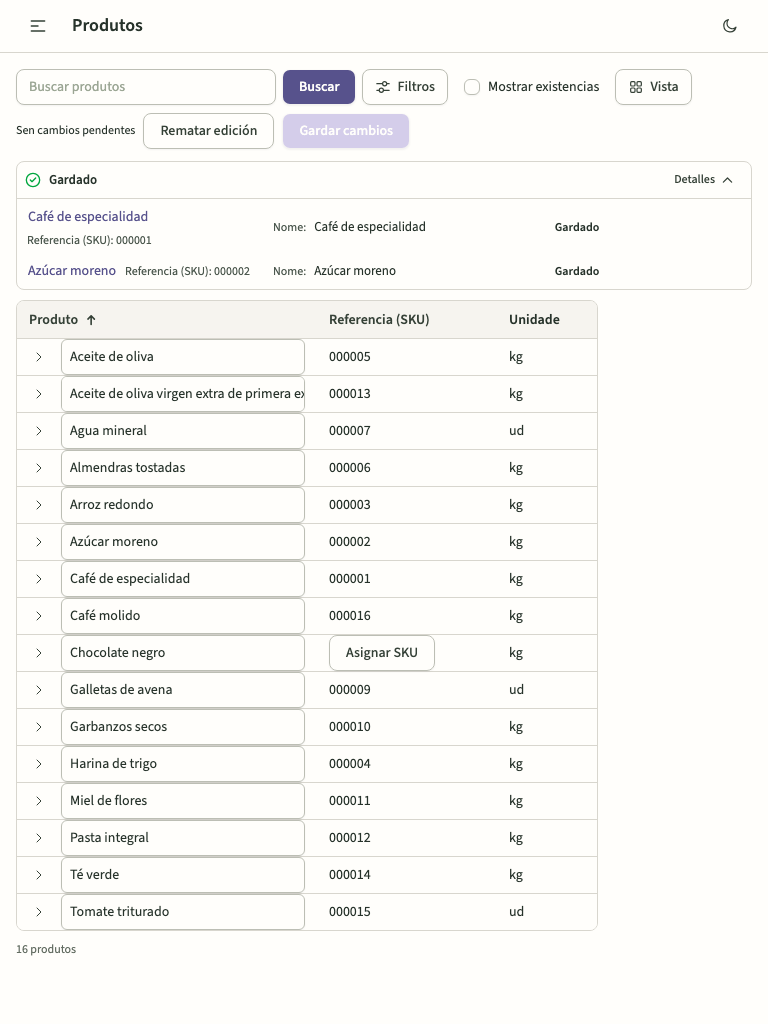 Produtos
Buscar produtos
Buscar
Filtros
Mostrar existencias
Vista
Sen cambios pendentes
Rematar edición
Gardar cambios
Gardado
Detalles
Café de especialidad
Referencia (SKU): 000001
Nome: Café de especialidad
Gardado
Azúcar moreno Referencia (SKU): 000002
Nome: Azúcar moreno
Gardado
Produto Referencia (SKU) Unidade
Aceite de oliva 000005 kg
Aceite de oliva virgen extra de primera ex 000013 kg
Agua mineral 000007 ud
Almendras tostadas 000006 kg
Arroz redondo 000003 kg
Azúcar moreno 000002 kg
Café de especialidad 000001 kg
Café molido 000016 kg
Chocolate negro Asignar SKU kg
Galletas de avena 000009 ud
Garbanzos secos 000010 kg
Harina de trigo 000004 kg
Miel de flores 000011 kg
Pasta integral 000012 kg
Té verde 000014 kg
Tomate triturado 000015 ud
16 produtos